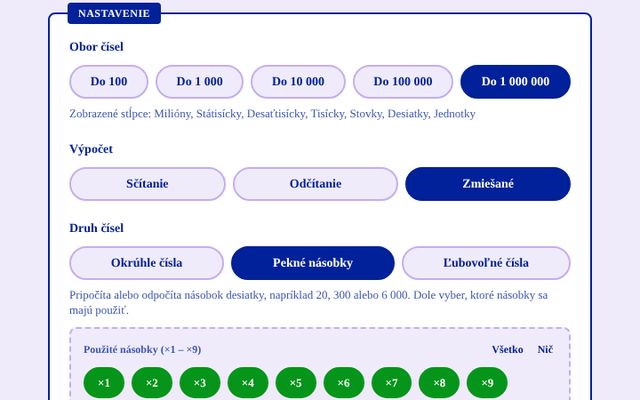 NASTAVENIE
Obor čísel
Do 100 Do 1 000 Do 10 000 Do 100 000 Do 1 000 000
Zobrazené stĺpce: Milióny, Státisícky, Desaťtisícky, Tisícky, Stovky, Desiatky, Jednotky
Výpočet
Sčítanie Odčítanie Zmiešané
Druh čísel
Okrúhle čísla Pekné násobky Ľubovoľné čísla
Pripočíta alebo odpočíta násobok desiatky, napríklad 20, 300 alebo 6 000. Dole vyber, ktoré násobky sa
majú použiť.
Použité násobky (×1 – ×9) Všetko Nič
×1 ×2 ×3 ×4 ×5 ×6 ×7 ×8 ×9